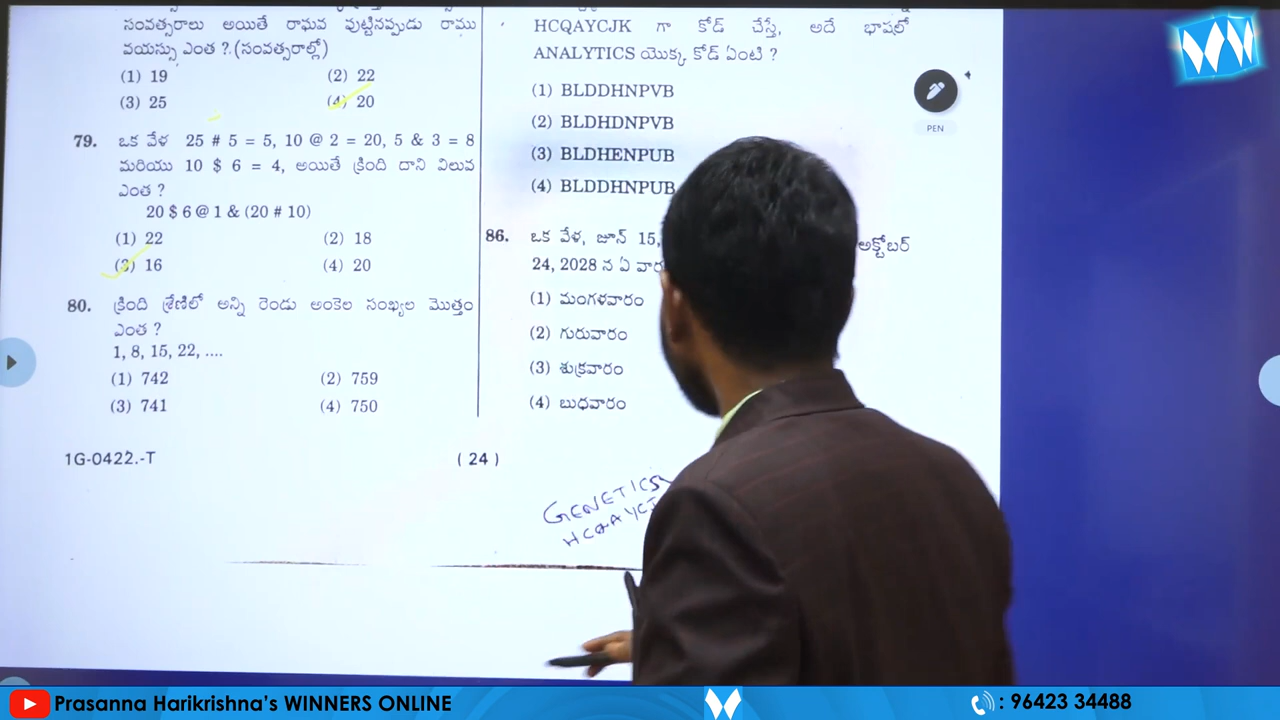 సంవత్సరాలు అయితే రాఘవ పుట్టినప్పుడు రాము
వయస్సు ఎంత ? (సంవత్సరాల్లో)
(1) 19
(2) 22
(3) 25
(4) 20
79. ఒక వేళ 25 # 5 = 5, 10 @ 2 = 20, 5 & 3 = 8
మరియు 10 $ 6 = 4, అయితే క్రింది దాని విలువ
ఎంత ?
20 $ 6 @ 1 & (20 # 10)
(1) 22
(2) 18
(3) 16
(4) 20
80. క్రింది శ్రేణిలో అన్ని రెండు అంకెల సంఖ్యల మొత్తం
ఎంత ?
1, 8, 15, 22, ....
(1) 742
(2) 759
(3) 741
(4) 750
1G-0422.-T
( 24 )
HCQAYCJK గా కోడ్ చేస్తే, అదే భాషలో
ANALYTICS యొక్క కోడ్ ఏంటి ?
(1) BLDDHNPVB
(2) BLDHDNPVB
(3) BLDHENPUB
(4) BLDDHNPUB
86. ఒక వేళ, జూన్ 15, అక్టోబర్
24, 2028 న ఏ
(1) మంగళవారం
(2) గురువారం
(3) శుక్రవారం
(4) బుధవారం
GENETICS
PEN
Prasanna Harikrishna's WINNERS ONLINE
: 96423 34488